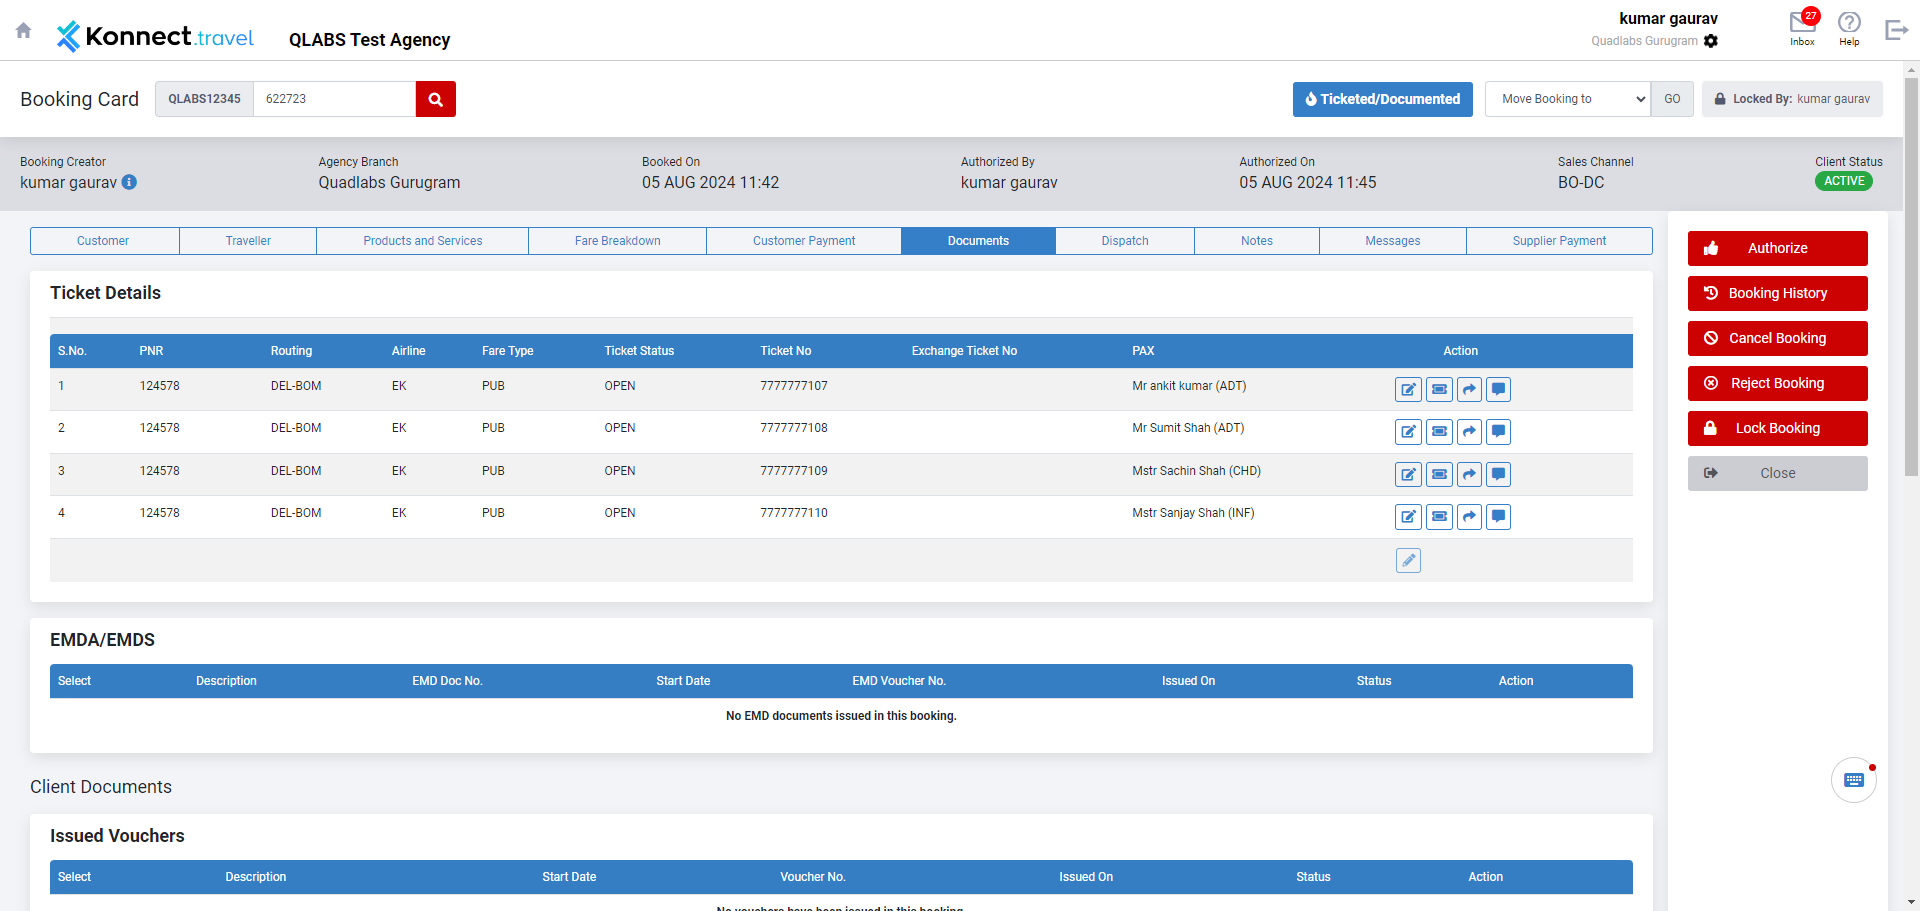 Konnect.travel QLABS Test Agency kumar gaurav
Quadlabs Gurugram 27 Inbox Help
Booking Card QLABS12345 622723 Ticketed/Documented Move Booking to GO Locked By: kumar gaurav
Booking Creator Agency Branch Booked On Authorized By Authorized On Sales Channel Client Status
kumar gaurav Quadlabs Gurugram 05 AUG 2024 11:42 kumar gaurav 05 AUG 2024 11:45 BO-DC ACTIVE
Customer Traveller Products and Services Fare Breakdown Customer Payment Documents Dispatch Notes Messages Supplier Payment
Authorize
Booking History
Cancel Booking
Reject Booking
Lock Booking
Close
Ticket Details
S.No. PNR Routing Airline Fare Type Ticket Status Ticket No Exchange Ticket No PAX Action
1 124578 DEL-BOM EK PUB OPEN 7777777107 Mr ankit kumar (ADT)
2 124578 DEL-BOM EK PUB OPEN 7777777108 Mr Sumit Shah (ADT)
3 124578 DEL-BOM EK PUB OPEN 7777777109 Mstr Sachin Shah (CHD)
4 124578 DEL-BOM EK PUB OPEN 7777777110 Mstr Sanjay Shah (INF)
EMDA/EMDS
Select Description EMD Doc No. Start Date EMD Voucher No. Issued On Status Action
No EMD documents issued in this booking.
Client Documents
Issued Vouchers
Select Description Start Date Voucher No. Issued On Status Action
No vouchers have been issued in this booking